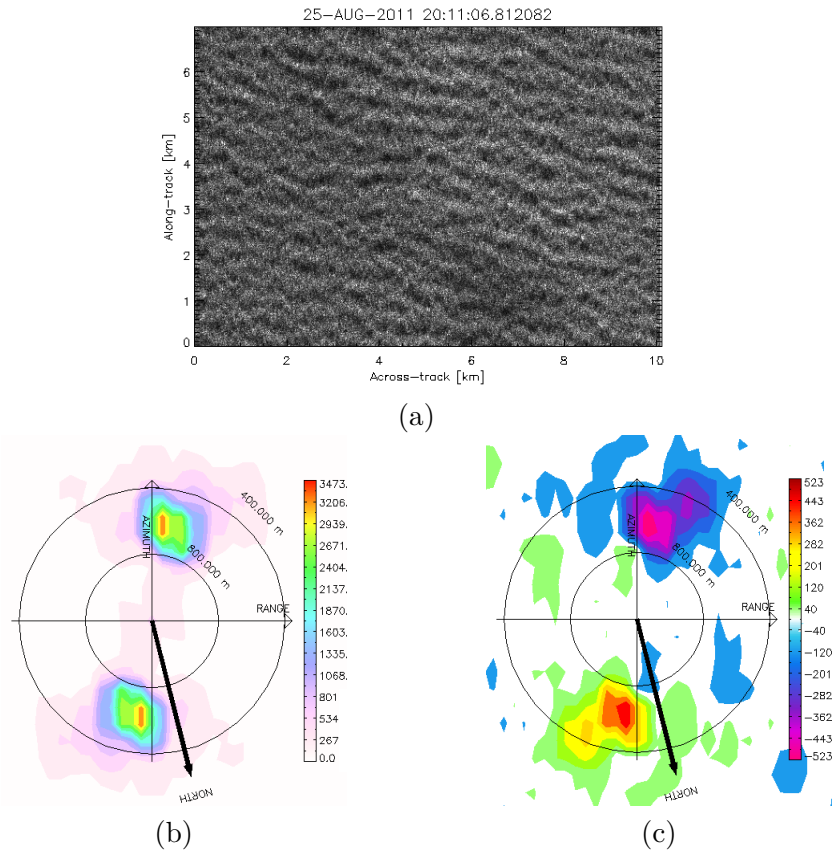 25-AUG-2011 20:11:06.812082
Along-track [km]
6
5
4
3
2
1
0
0 2 4 6 8 10
Across-track [km]
(a)
AZIMUTH
400.000 m
800.000 m
RANGE
NORTH
3473.
3206.
2939.
2671.
2404.
2137.
1870.
1603.
1335.
1068.
801
534
267
0.0
(b)
AZIMUTH
400.000 m
800.000 m
RANGE
NORTH
523
443
362
282
201
120
40
-40
-120
-201
-282
-362
-443
-523
(c)